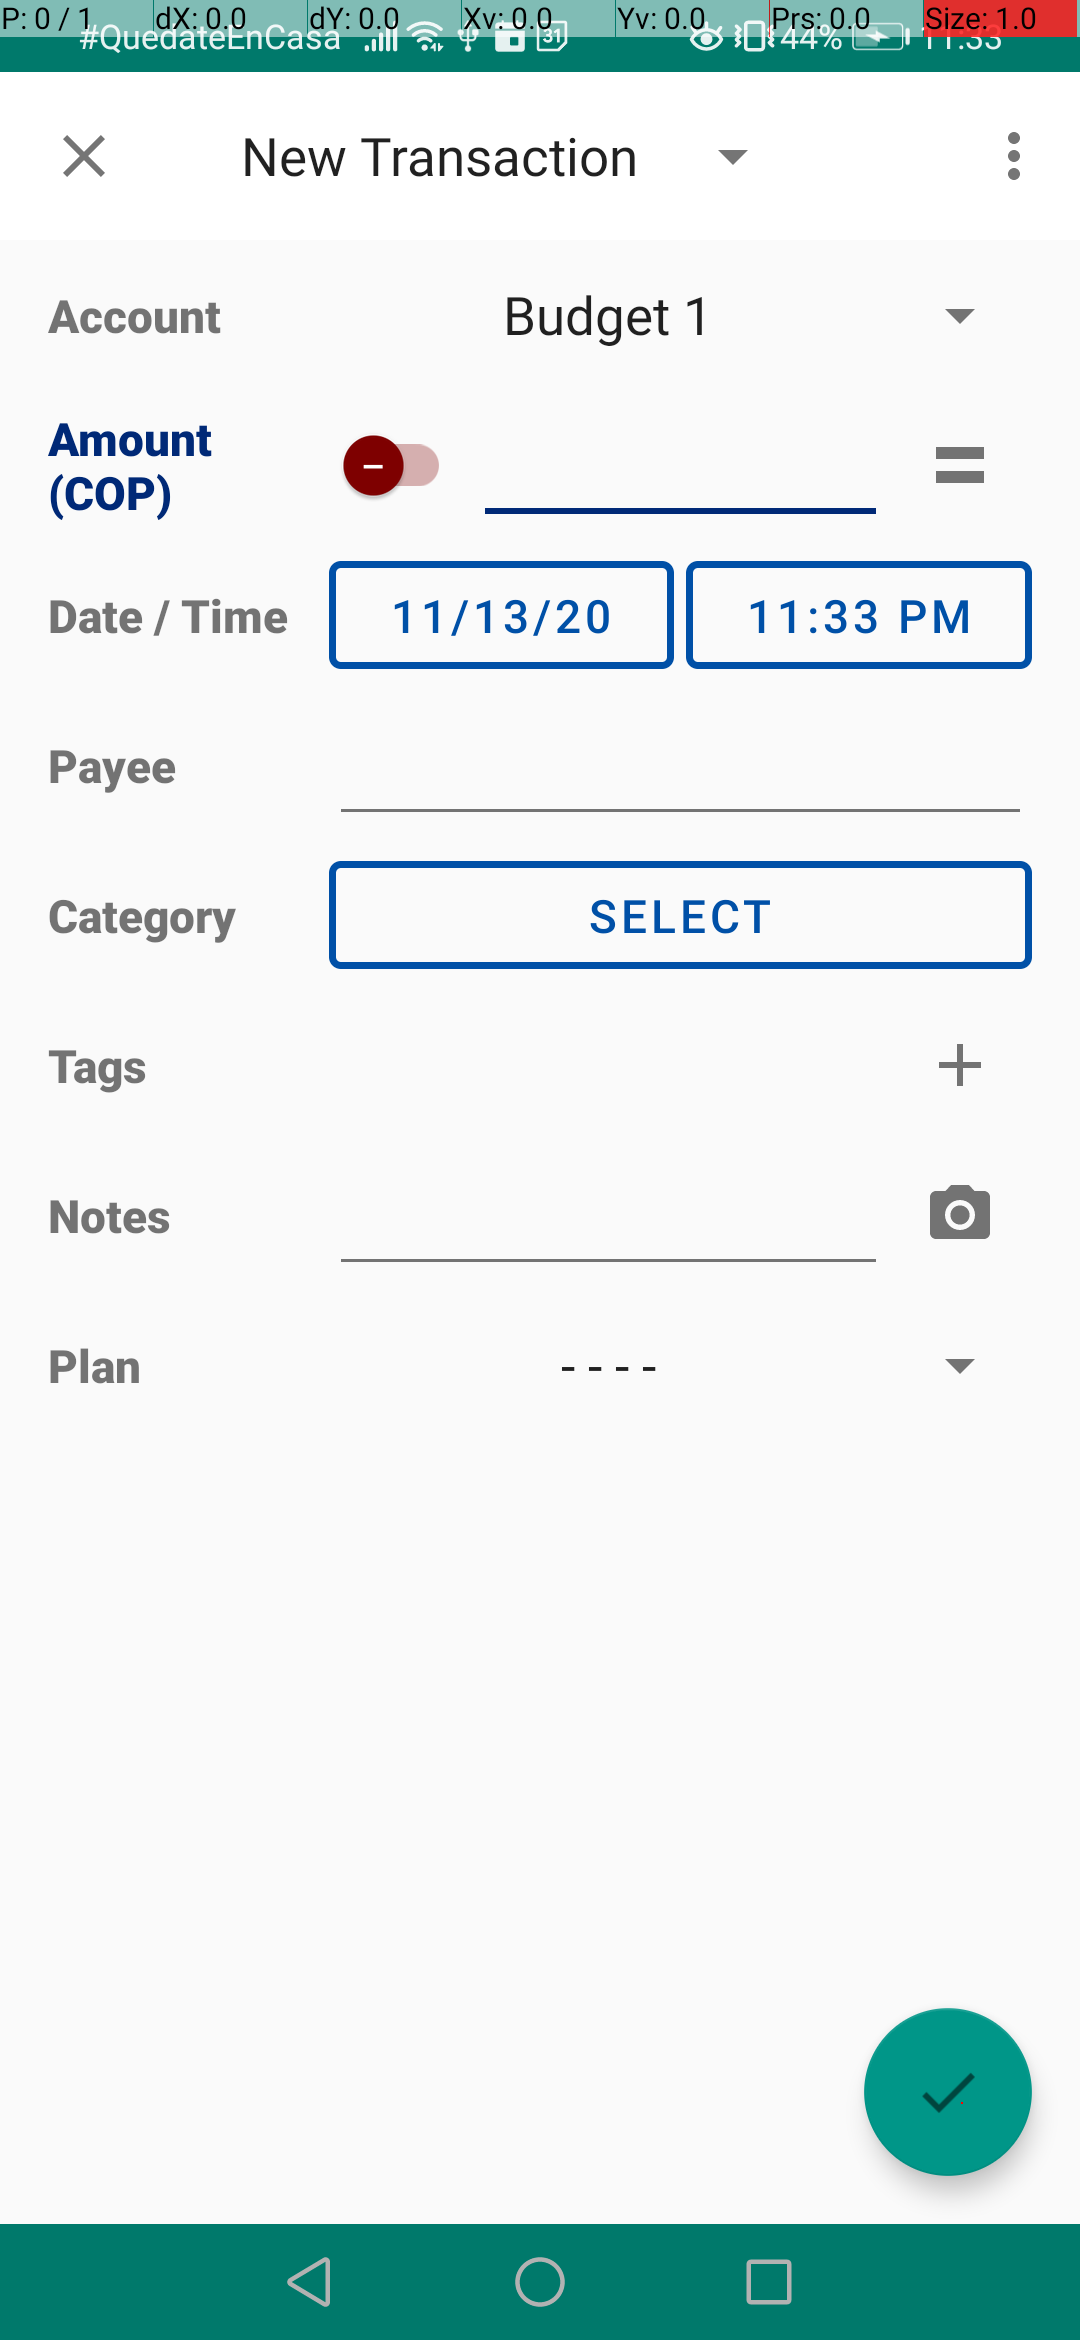 P: 0 / 1 dX: 0.0 dY: 0.0 Xv: 0.0 Yv: 0.0 Prs: 0.0 Size: 1.0
#QuedateEnCasa 31 44% 11:33
New Transaction
Account Budget 1
Amount
(COP)
Date / Time 11/13/20 11:33 PM
Payee
Category SELECT
Tags
Notes
Plan - - - -